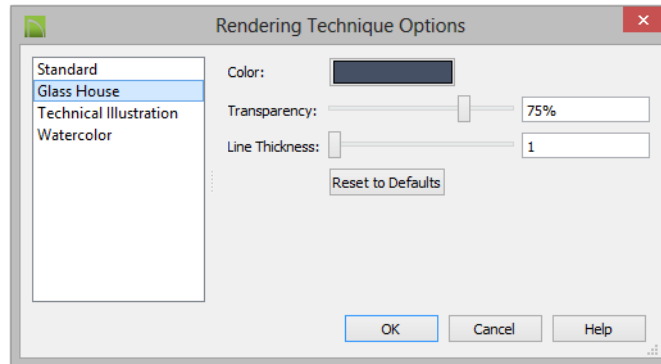 Rendering Technique Options
Standard
Glass House
Technical Illustration
Watercolor
Color:
Transparency:
75%
Line Thickness:
1
Reset to Defaults
OK
Cancel
Help